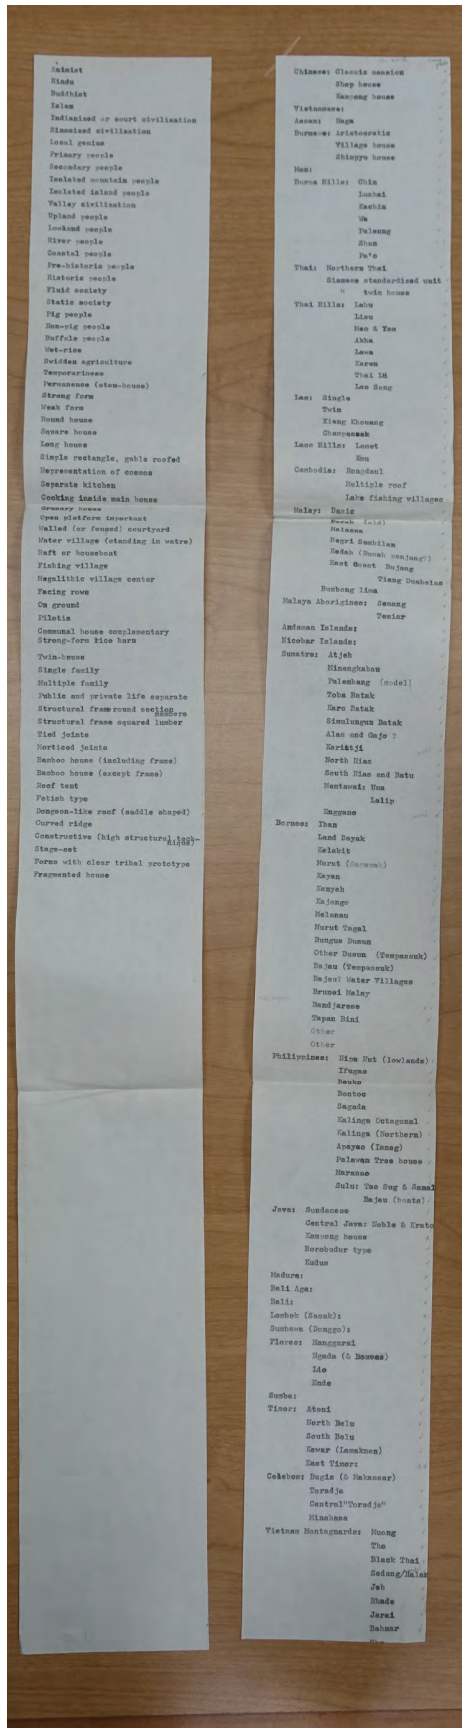 Animist
Hindu
Buddhist
Islam
Indianized or court civilization
Sinonized civilization
Local genius
Primary people
Secondary people
Isolated mountain people
Isolated island people
Valley civilization
Upland people
Lowland people
River people
Coastal people
Pre-historic people
Historic people
Fluid society
Static society
Pig people
Non-pig people
Buffalo people
Wet-rice
Swidden agriculture
Temporariness
Permanence (stem-house)
Strong form
Weak form
Round house
Square house
Long house
Simple rectangle, gable roofed
Representation of cosmos
Separate kitchen
Cooking inside main house
Granary house
Open platform important
Walled (or fenced) courtyard
Water village (standing in watre)
Raft or houseboat
Fishing village
Megalithic village center
Facing rows
On ground
Pilotis
Communal house complementary
Strong-form Rice barn
Twin-house
Single family
Multiple family
Public and private life separate
Structural frame round section members
Structural frame squared lumber
Tied joints
Morticed joints
Bamboo house (including frame)
Bamboo house (except frame)
Roof tent
Fetish type
Dongson-like roof (saddle shaped)
Curved ridge
Constructive (high structural tech-
nique)
Stage-set
Forms with clear tribal prototype
Fragmented house
Chinese: Classic mansion
Shop house
Kampong house
Vietnamese:
Assam: Naga
Burmese: Aristocratic
Village house
Shinpyu house
Mon:
Burma Hills: Chin
Lushai
Kachin
Wa
Palaung
Shan
Pa'o
Thai: Northern Thai
Siamese standardized unit
" twin house
Thai Hills: Lahu
Lisu
Meo & Yao
Akha
Lawa
Karen
Thai Lü
Lao Song
Lao: Single
Twin
Xieng Khouang
Champassak
Laos Hills: Lamet
Kmu
Cambodia: Rongdaul
Multiple roof
Lake fishing villages
Malay: Basic
Perak (old)
Malacca
Negri Sembilan
Kedah (Rumah panjang?)
East Coast Bujang
Tiang Duabelas
Bumbong lima
Malaya Aborigines: Semang
Temiar
Andaman Islands:
Nicobar Islands:
Sumatra: Atjeh
Minangkabau
Palembang (model)
Toba Batak
Karo Batak
Simulungun Batak
Alas and Gajo ?
Kerintji
North Nias
South Nias and Batu
Mentawai: Uma
Lalip
Enggano
Borneo: Iban
Land Dayak
Kelabit
Murut (Sarawak)
Kayan
Kenyah
Kajangs
Melanau
Murut Tagal
Rungus Dusun
Other Dusun (Tempassuk)
Bajau (Tempassuk)
Bajau? Water Villages
Brunei Malay
Bandjarese
Tapan Bini
Other
Other
Philippines: Nipa Hut (lowlands)
Ifugao
Bauko
Bontoc
Sagada
Kalinga Octagonal
Kalinga (Northern)
Apayao (Isneg)
Palawan Tree house
Maranao
Sulu: Tao Sug & Samal
Bajau (boats)
Java: Sundanese
Central Java: Noble & Krato
Kampong house
Borobudur type
Kudus
Madura:
Bali Aga:
Bali:
Lombok (Sasak):
Sumbawa (Donggo):
Flores: Manggarai
Ngada (&
Lio
Ende
Sumba:
Timor: Atoni
North Belu
South Belu
Kewar (Lamaknen)
East Timor:
Celebes: Bugis (& Makassar)
Toradja
Central "Toradja"
Minahasa
Vietnam Montagnards: Muong
Tho
Black Thai
Sedang/Halan
Jeh
Rhade
Jarai
Bahnar